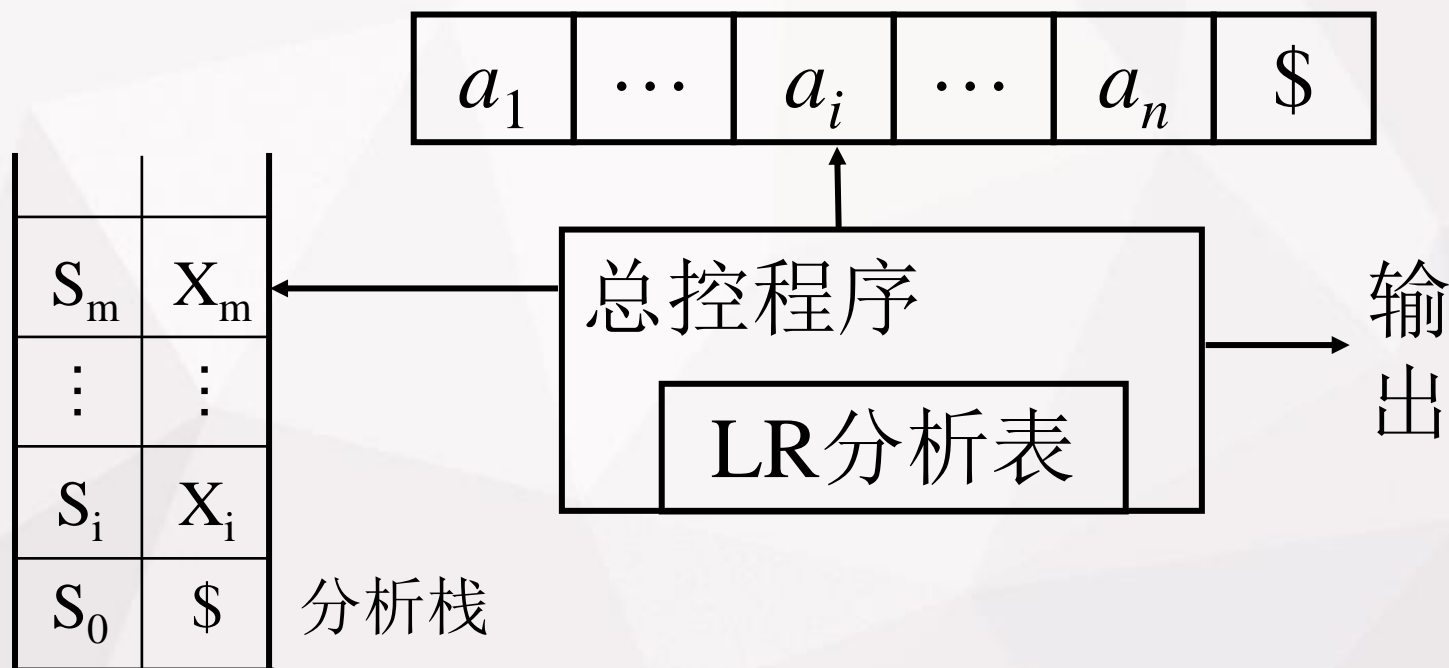 a₁ ⋯ aᵢ ⋯ aₙ $
Sₘ Xₘ
⋮ ⋮
Sᵢ Xᵢ
S₀ $
分析栈
总控程序
LR分析表
输出